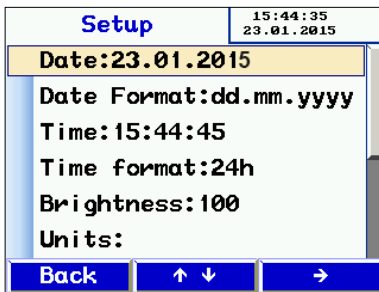 Setup
15:44:35
23.01.2015
Date:23.01.2015
Date Format:dd.mm.yyyy
Time:15:44:45
Time format:24h
Brightness:100
Units:
Back ↑ ↓ →